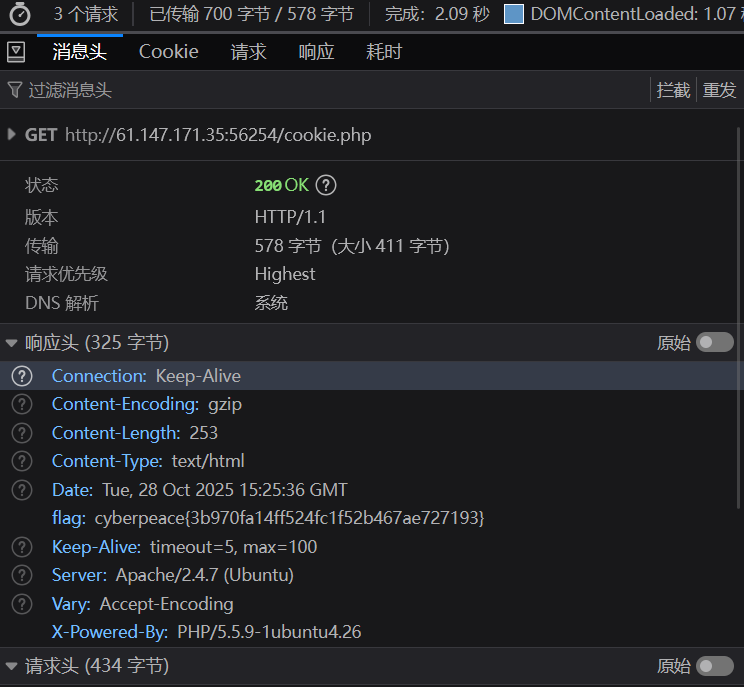 3 个请求 已传输 700 字节 / 578 字节 完成：2.09 秒 DOMContentLoaded: 1.07
消息头 Cookie 请求 响应 耗时
过滤消息头 拦截 重发
GET http://61.147.171.35:56254/cookie.php
状态 200 OK
版本 HTTP/1.1
传输 578 字节（大小 411 字节）
请求优先级 Highest
DNS 解析 系统
响应头 (325 字节) 原始
Connection: Keep-Alive
Content-Encoding: gzip
Content-Length: 253
Content-Type: text/html
Date: Tue, 28 Oct 2025 15:25:36 GMT
flag: cyberpeace{3b970fa14ff524fc1f52b467ae727193}
Keep-Alive: timeout=5, max=100
Server: Apache/2.4.7 (Ubuntu)
Vary: Accept-Encoding
X-Powered-By: PHP/5.5.9-1ubuntu4.26
请求头 (434 字节) 原始